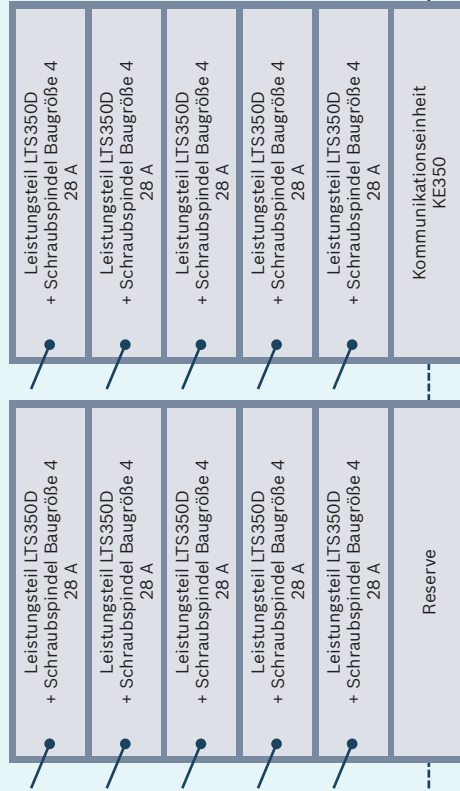 Leistungsteil LTS350D
+ Schraubspindel Baugröße 4
28 A
Leistungsteil LTS350D
+ Schraubspindel Baugröße 4
28 A
Leistungsteil LTS350D
+ Schraubspindel Baugröße 4
28 A
Leistungsteil LTS350D
+ Schraubspindel Baugröße 4
28 A
Leistungsteil LTS350D
+ Schraubspindel Baugröße 4
28 A
Reserve
Leistungsteil LTS350D
+ Schraubspindel Baugröße 4
28 A
Leistungsteil LTS350D
+ Schraubspindel Baugröße 4
28 A
Leistungsteil LTS350D
+ Schraubspindel Baugröße 4
28 A
Leistungsteil LTS350D
+ Schraubspindel Baugröße 4
28 A
Leistungsteil LTS350D
+ Schraubspindel Baugröße 4
28 A
Kommunikationseinheit
KE350